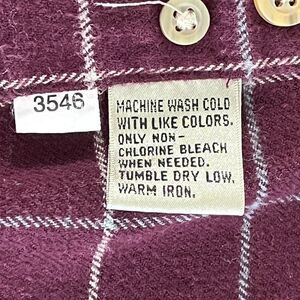 3546
MACHINE WASH COLD
WITH LIKE COLORS.
ONLY NON-
CHLORINE BLEACH
WHEN NEEDED.
TUMBLE DRY LOW,
WARM IRON.